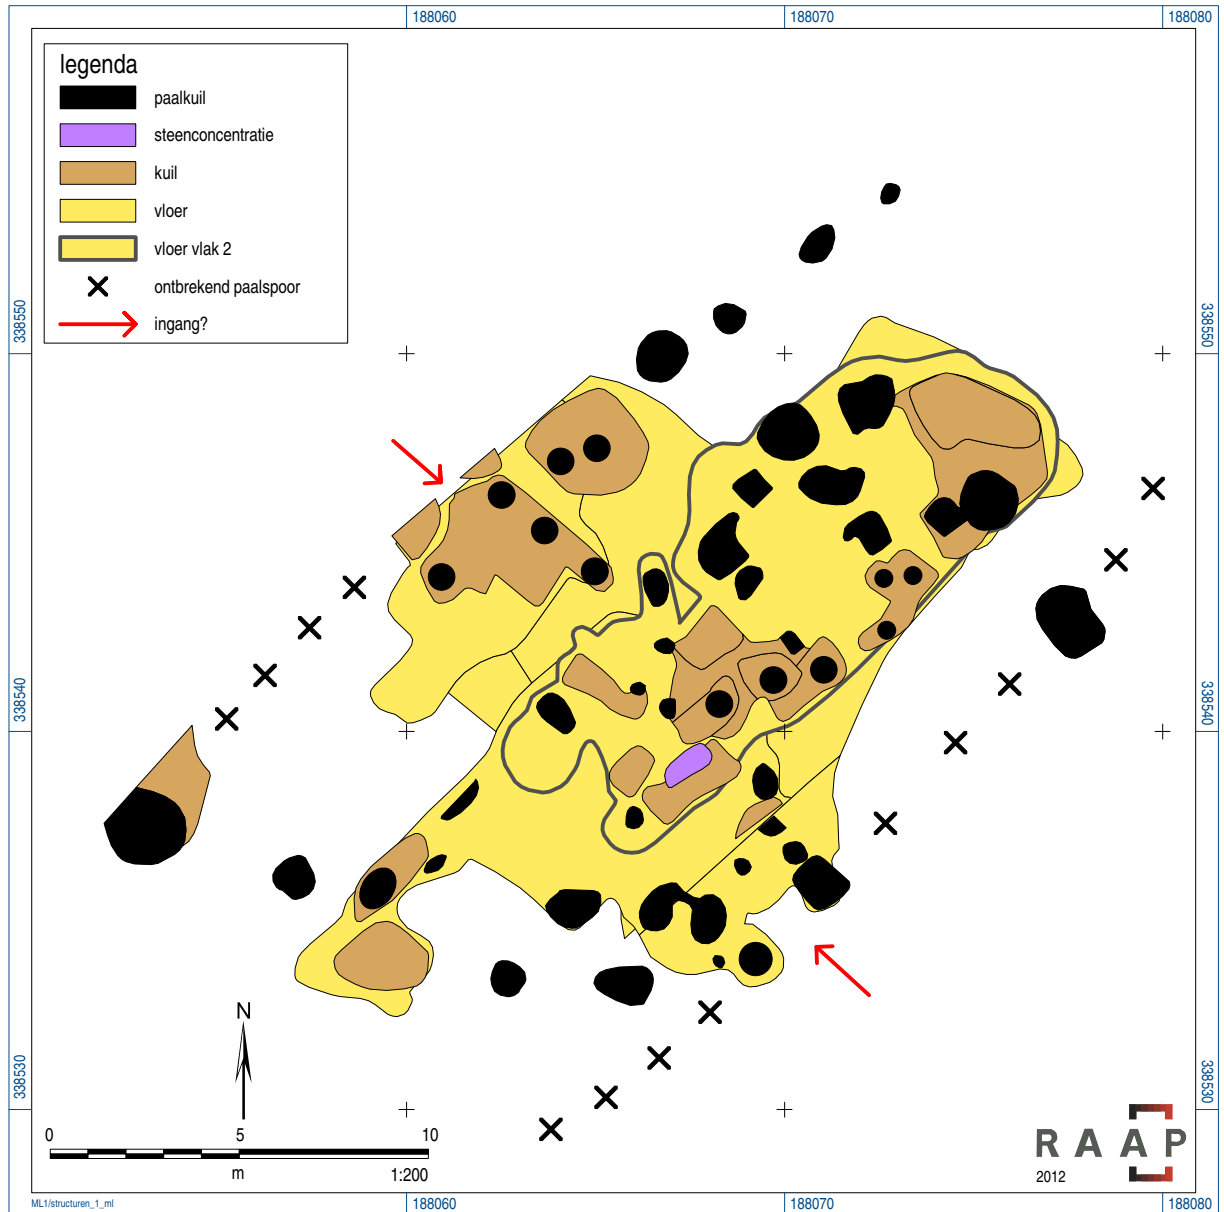 188060 188070 188080
legenda
paalkuil
steenconcentratie
kuil
vloer
vloer vlak 2
ontbrekend paalspoor
ingang?
338550 338550
338540 338540
N
338530 338530
0 5 10
m 1:200
RAAP
2012
ML1/structuren_1_ml
188060 188070 188080